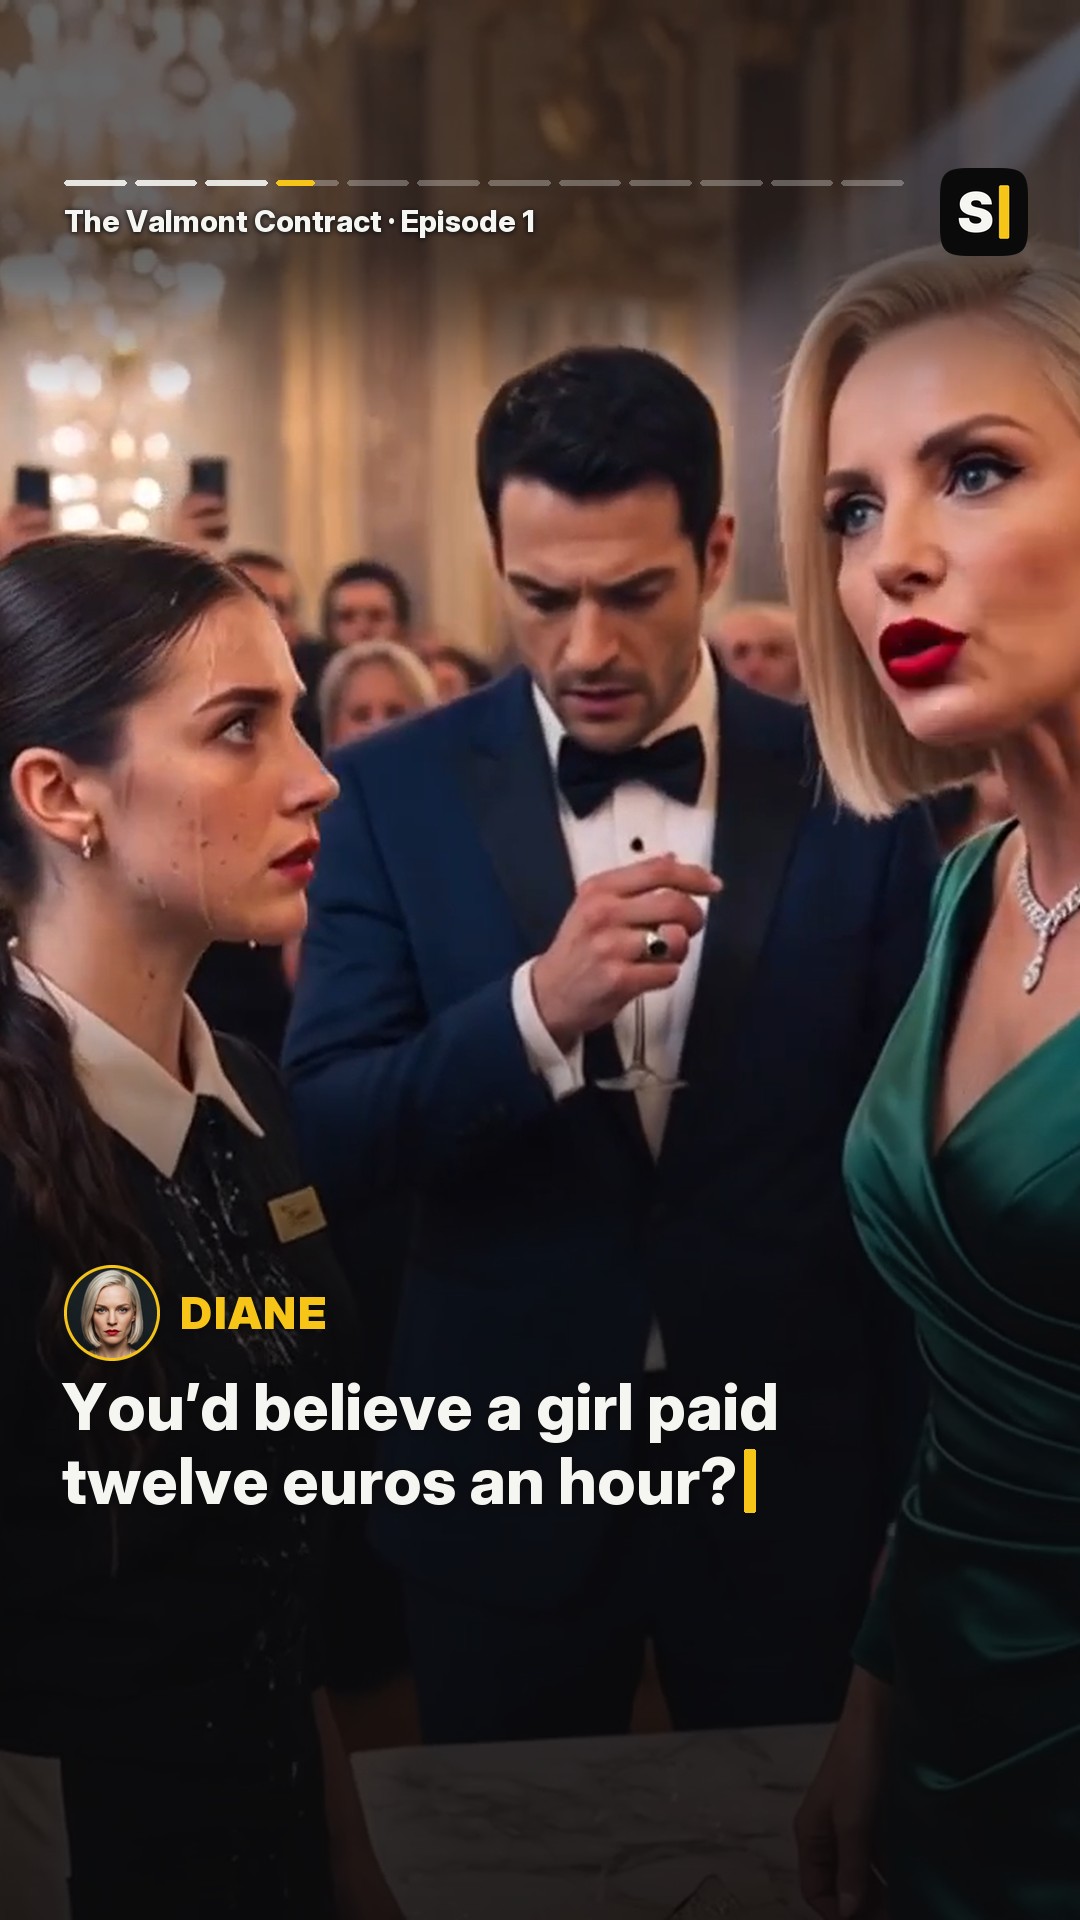 The Valmont Contract · Episode 1
S|
DIANE
You’d believe a girl paid
twelve euros an hour?